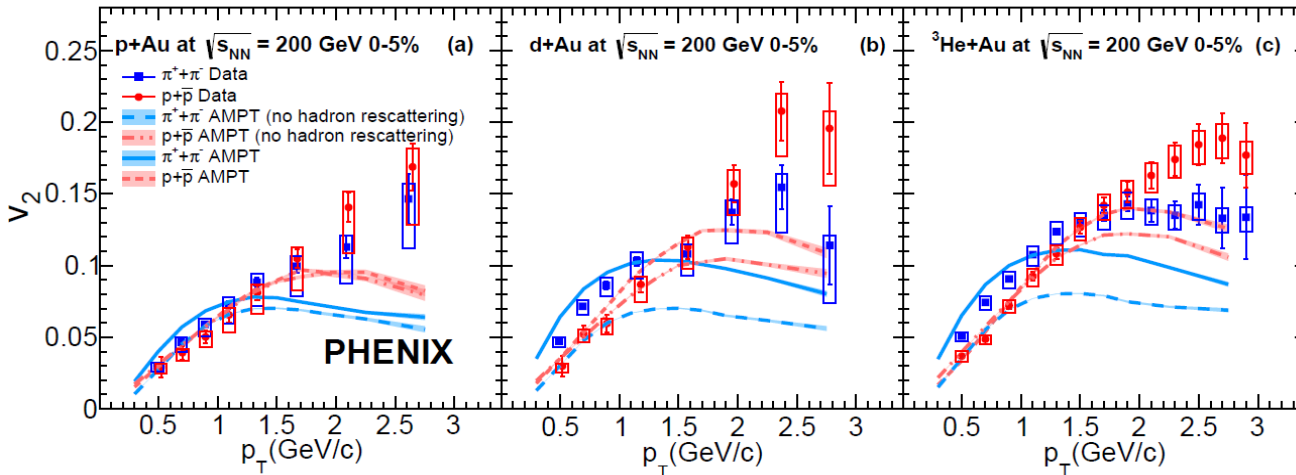 p+Au at √s_NN = 200 GeV 0-5% (a)
π⁺+π⁻ Data
p+p̅ Data
π⁺+π⁻ AMPT (no hadron rescattering)
p+p̅ AMPT (no hadron rescattering)
π⁺+π⁻ AMPT
p+p̅ AMPT
PHENIX
d+Au at √s_NN = 200 GeV 0-5% (b)
³He+Au at √s_NN = 200 GeV 0-5% (c)
v₂
0.25
0.2
0.15
0.1
0.05
0
0.5 1 1.5 2 2.5 3
0.5 1 1.5 2 2.5 3
0.5 1 1.5 2 2.5 3
p_T(GeV/c)
p_T(GeV/c)
p_T(GeV/c)